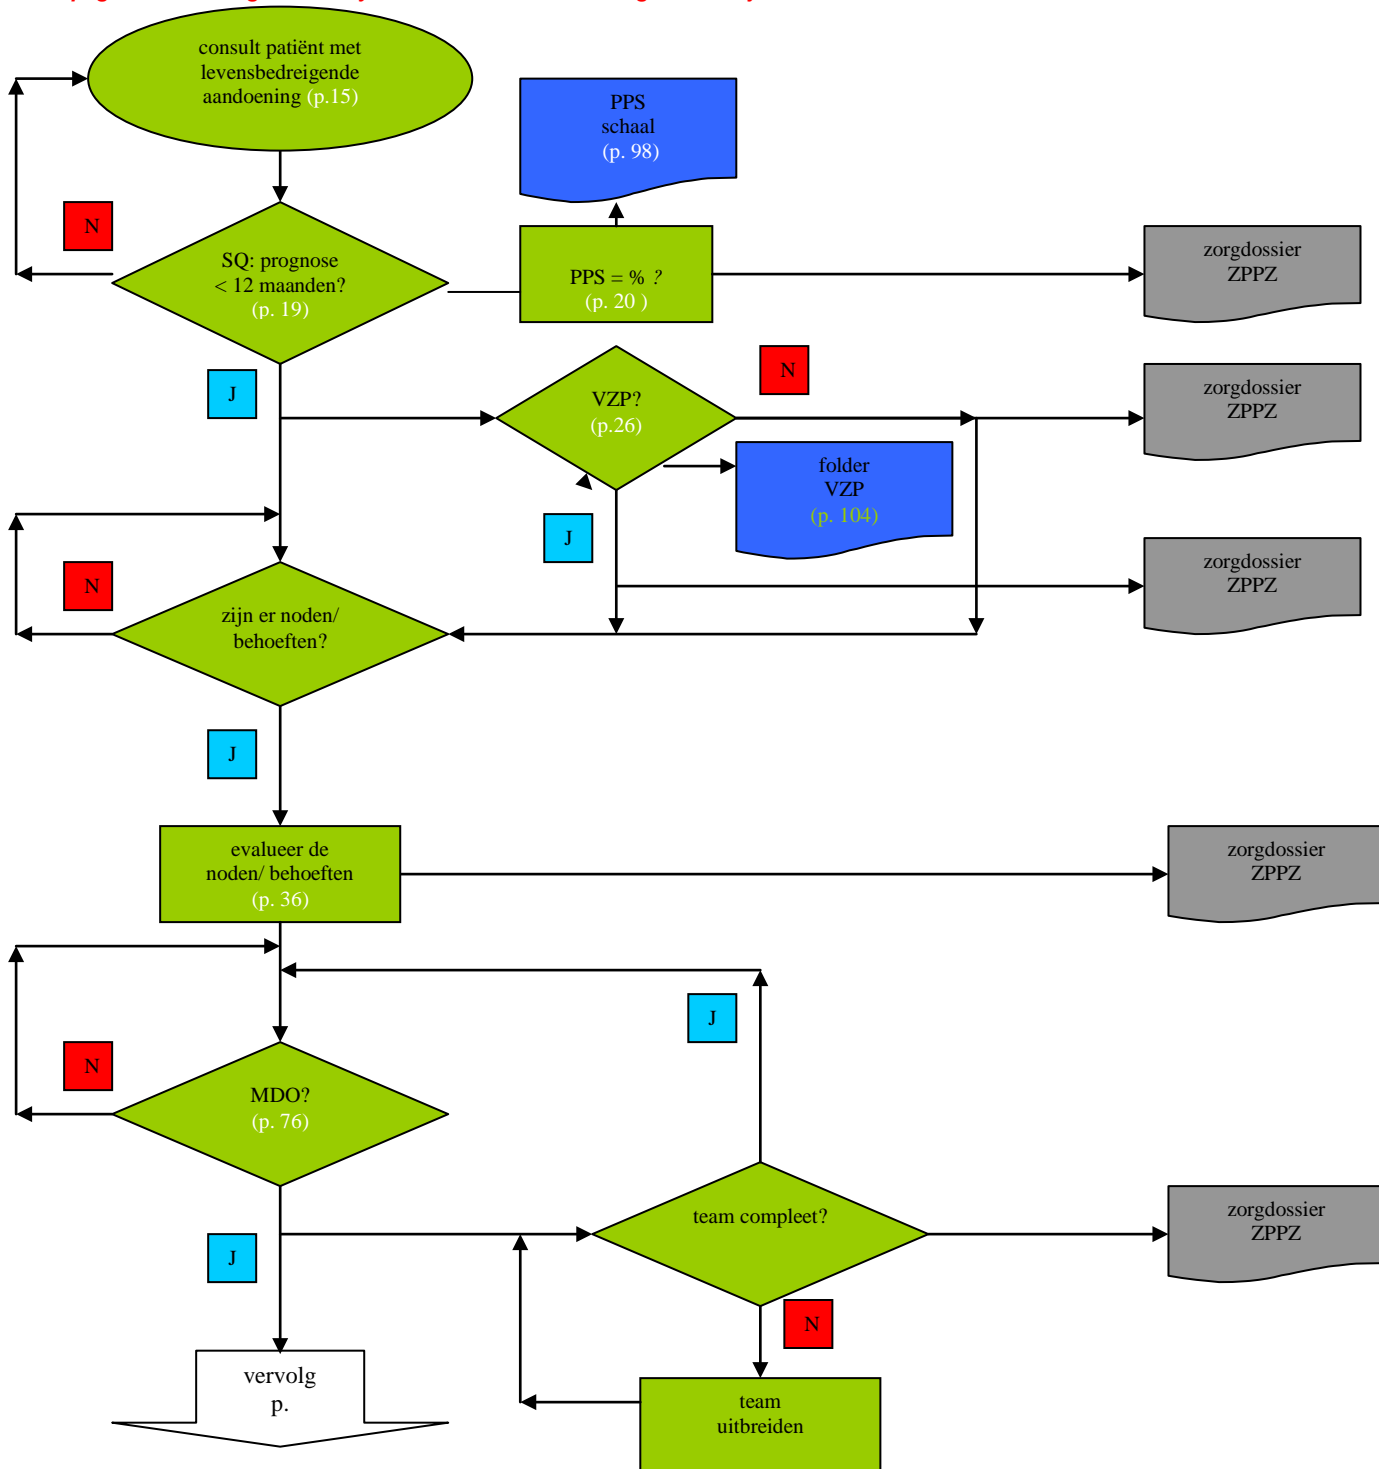 consult patiënt met
levensbedreigende
aandoening (p.15)
PPS
schaal
(p. 98)
N
SQ: prognose
< 12 maanden?
(p. 19)
PPS = % ?
(p. 20 )
zorgdossier
ZPPZ
J
VZP?
(p.26)
N
zorgdossier
ZPPZ
folder
VZP
(p. 104)
J
zorgdossier
ZPPZ
N
zijn er noden/
behoeften?
J
evalueer de
noden/ behoeften
(p. 36)
zorgdossier
ZPPZ
J
N
MDO?
(p. 76)
team compleet?
zorgdossier
ZPPZ
J
N
vervolg
p.
team
uitbreiden